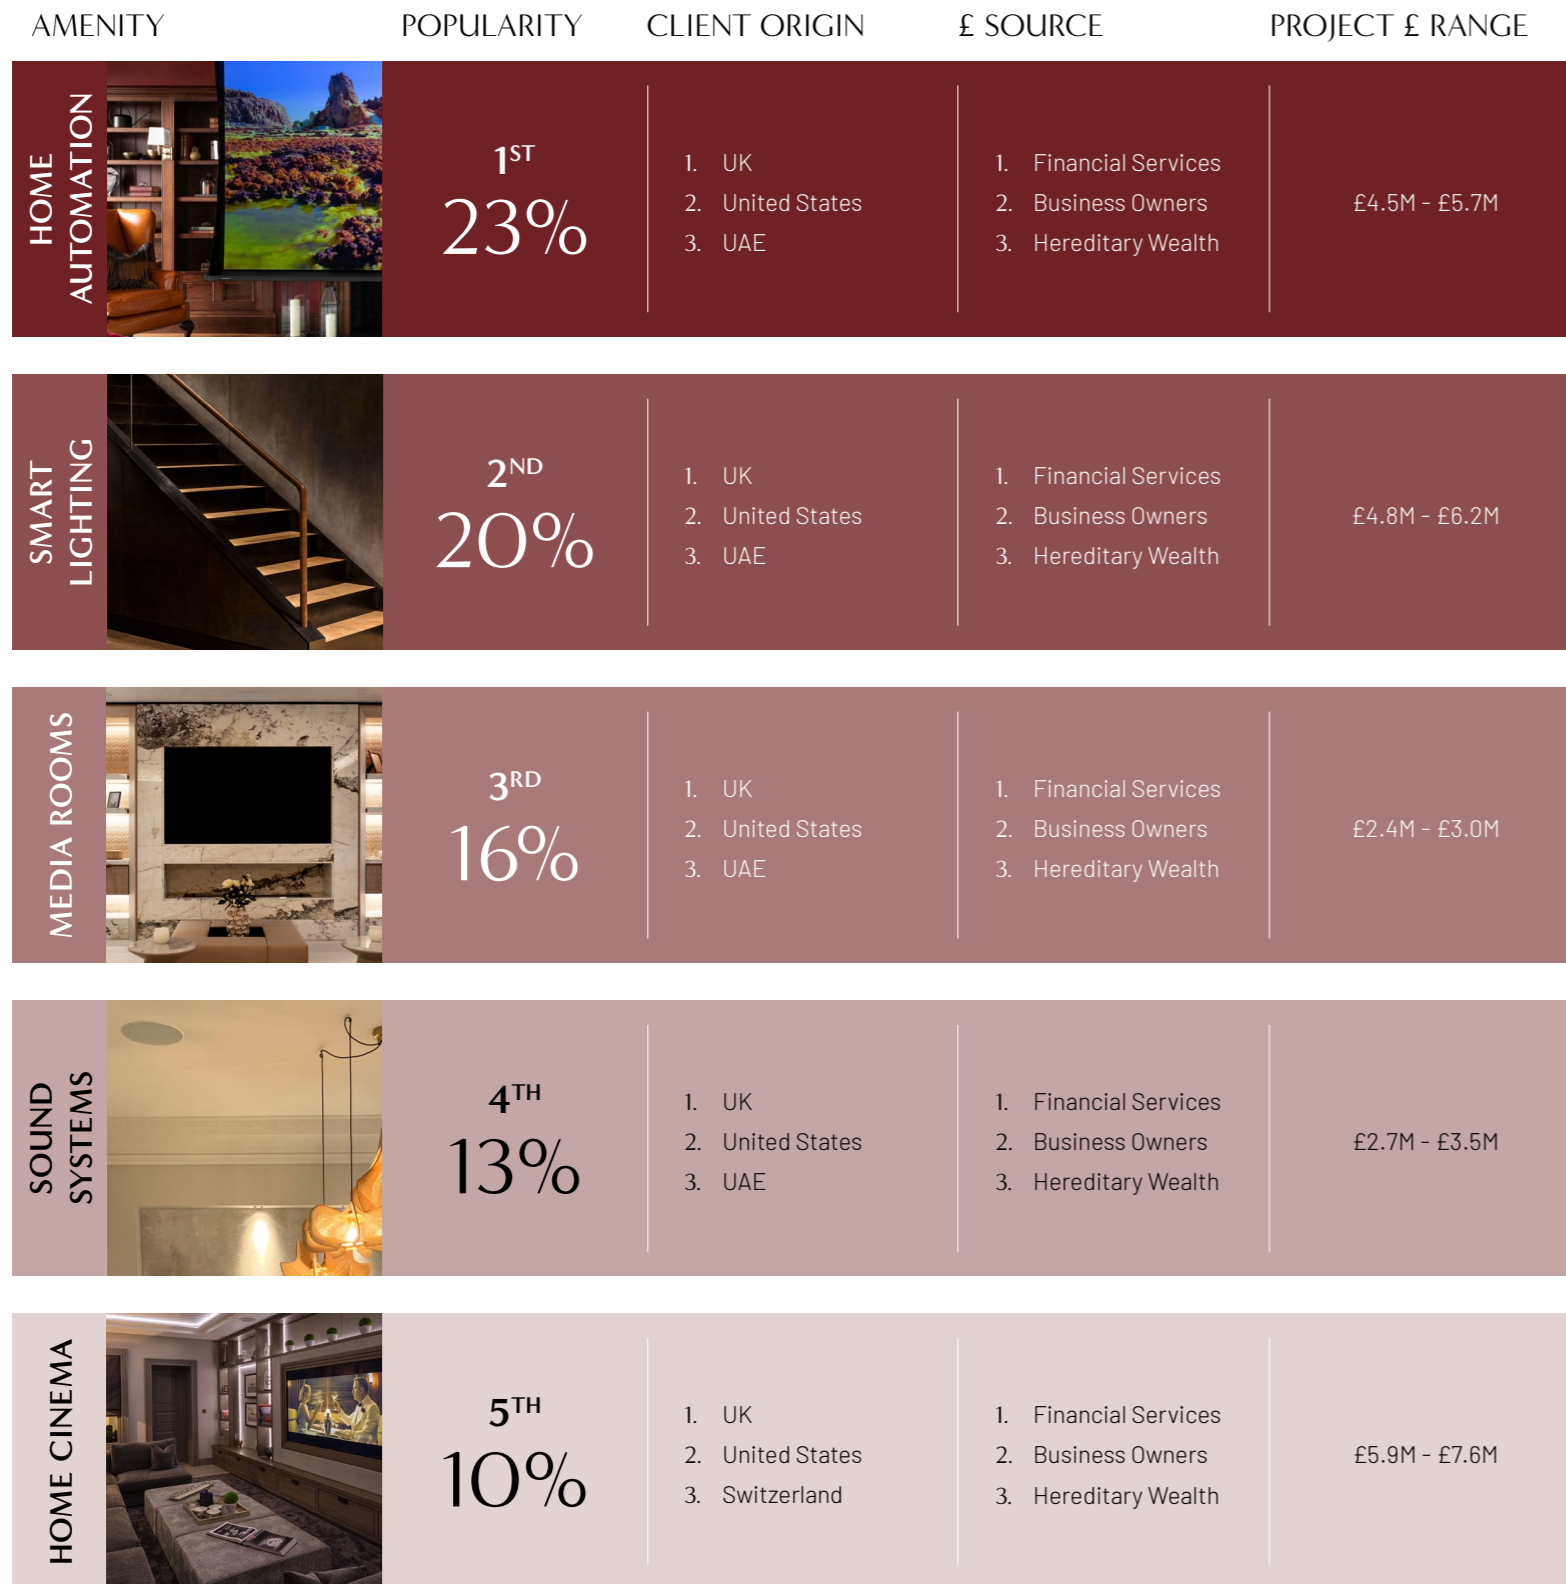 AMENITY POPULARITY CLIENT ORIGIN £ SOURCE PROJECT £ RANGE
HOME
AUTOMATION
1ST
23%
1. UK
2. United States
3. UAE
1. Financial Services
2. Business Owners
3. Hereditary Wealth
£4.5M - £5.7M
SMART
LIGHTING
2ND
20%
1. UK
2. United States
3. UAE
1. Financial Services
2. Business Owners
3. Hereditary Wealth
£4.8M - £6.2M
MEDIA ROOMS
3RD
16%
1. UK
2. United States
3. UAE
1. Financial Services
2. Business Owners
3. Hereditary Wealth
£2.4M - £3.0M
SOUND
SYSTEMS
4TH
13%
1. UK
2. United States
3. UAE
1. Financial Services
2. Business Owners
3. Hereditary Wealth
£2.7M - £3.5M
HOME CINEMA
5TH
10%
1. UK
2. United States
3. Switzerland
1. Financial Services
2. Business Owners
3. Hereditary Wealth
£5.9M - £7.6M